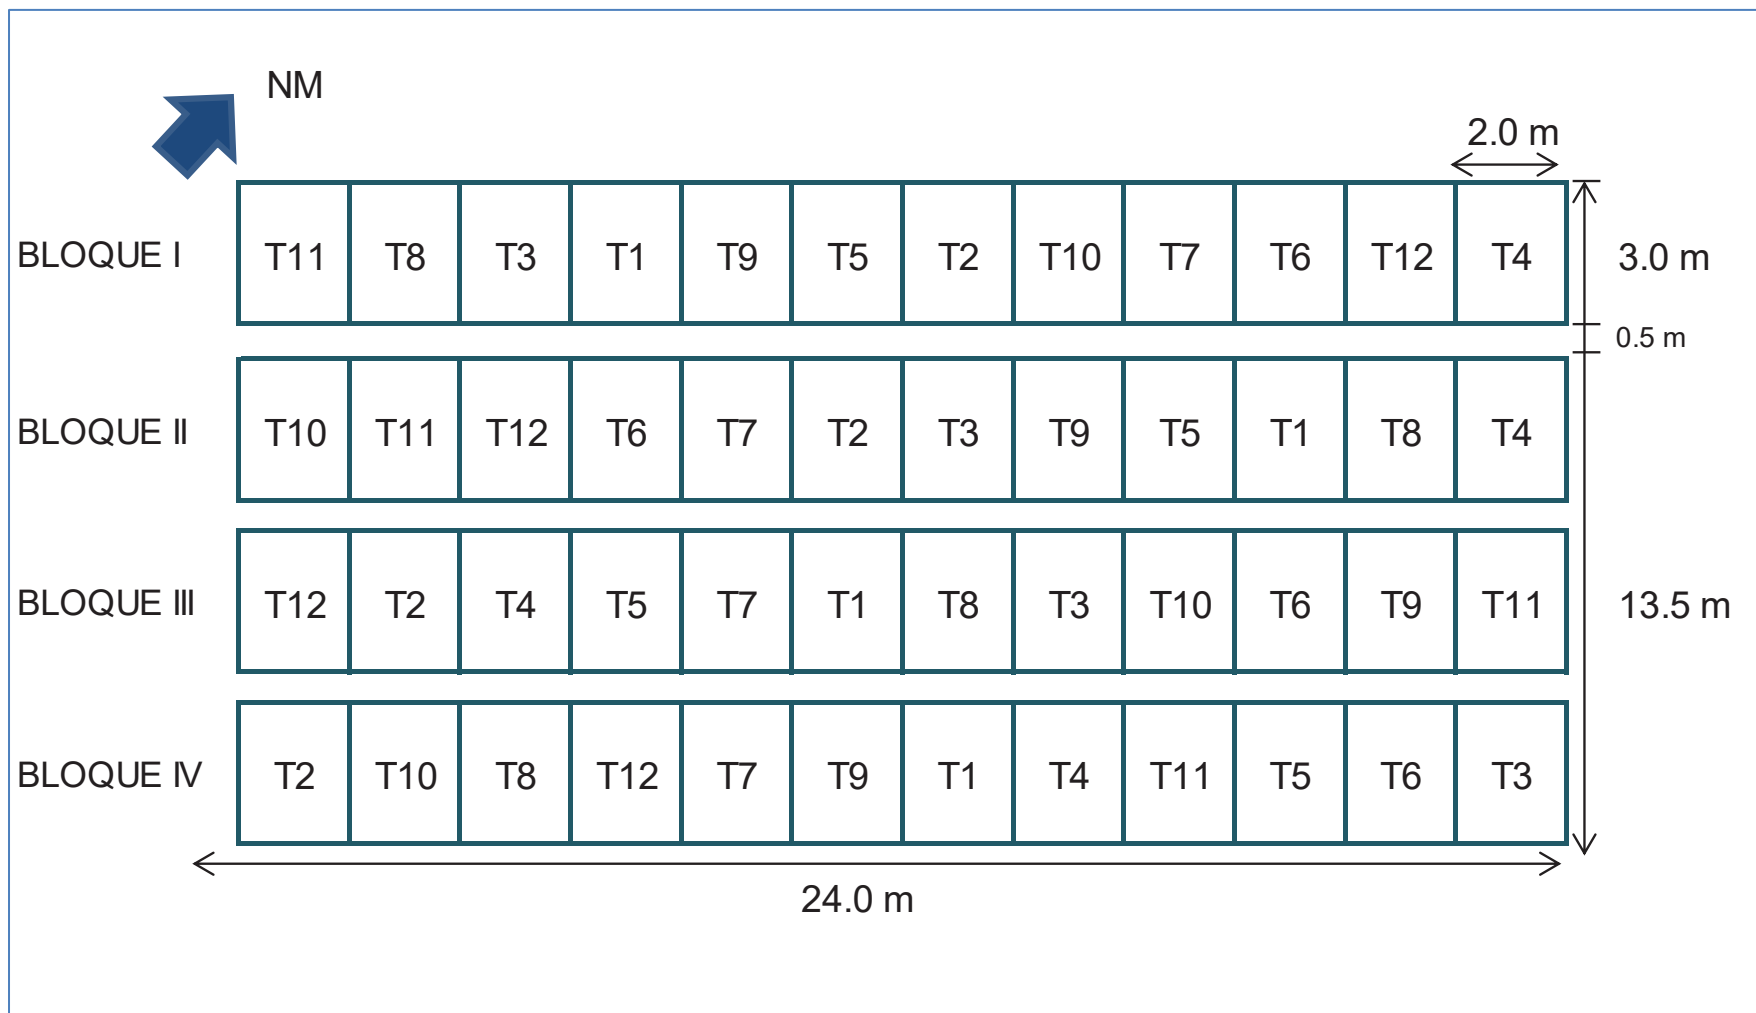 NM
2.0 m
BLOQUE I T11 T8 T3 T1 T9 T5 T2 T10 T7 T6 T12 T4 3.0 m
0.5 m
BLOQUE II T10 T11 T12 T6 T7 T2 T3 T9 T5 T1 T8 T4
BLOQUE III T12 T2 T4 T5 T7 T1 T8 T3 T10 T6 T9 T11 13.5 m
BLOQUE IV T2 T10 T8 T12 T7 T9 T1 T4 T11 T5 T6 T3
24.0 m